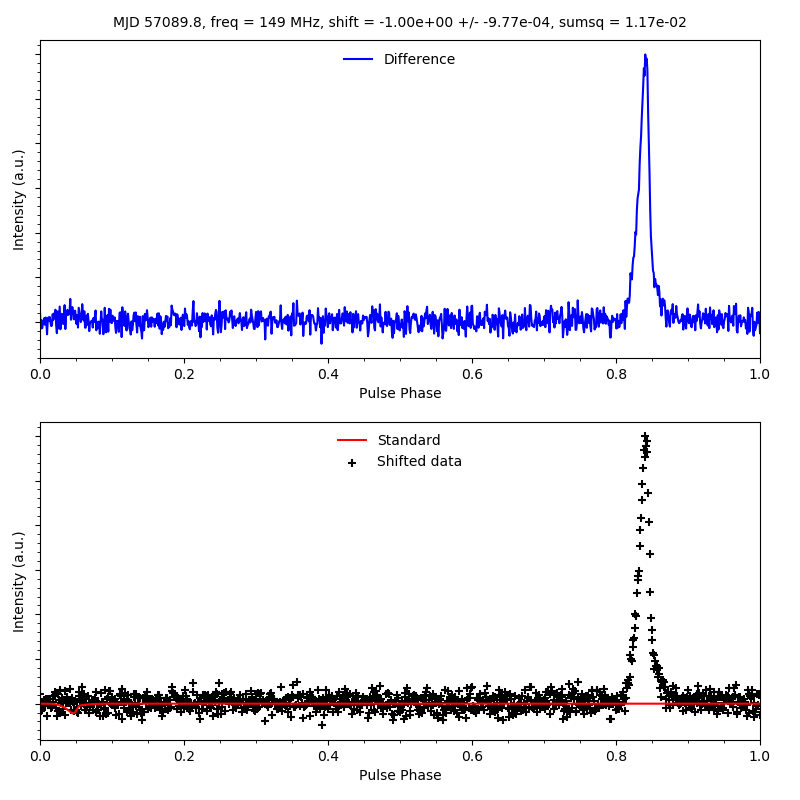 MJD 57089.8, freq = 149 MHz, shift = -1.00e+00 +/- -9.77e-04, sumsq = 1.17e-02
Difference
Intensity (a.u.)
0.0 0.2 0.4 0.6 0.8 1.0
Pulse Phase
Standard
Shifted data
Intensity (a.u.)
0.0 0.2 0.4 0.6 0.8 1.0
Pulse Phase